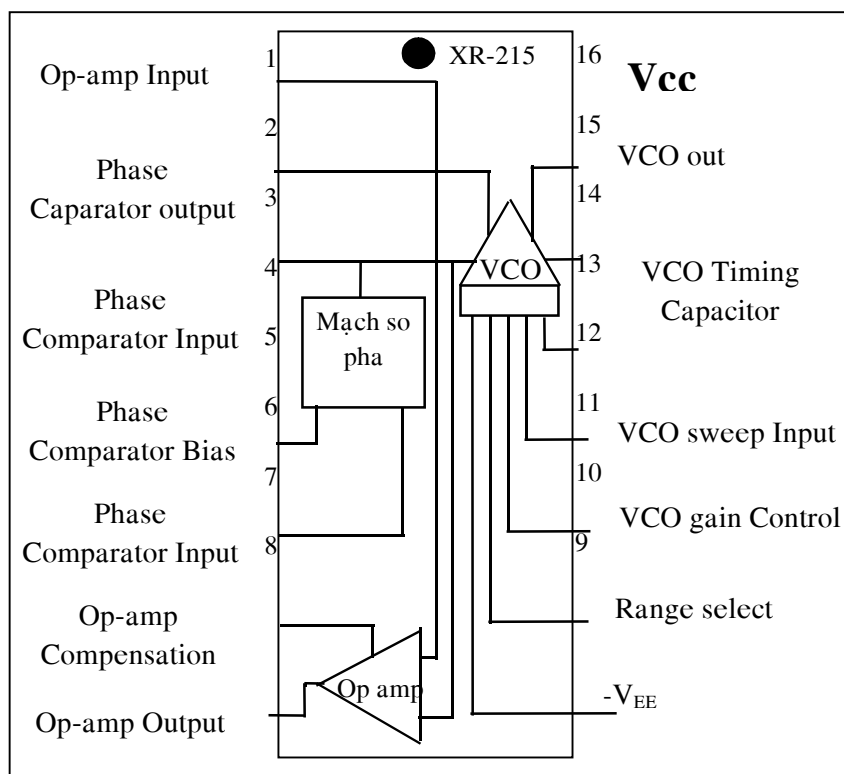 1
XR-215
16
Op-amp Input
Vcc
2
15
Phase
Caparator output
VCO out
3
14
4
VCO
13
VCO Timing
Capacitor
Phase
Comparator Input
5
Mạch so
pha
12
6
11
Phase
Comparator Bias
VCO sweep Input
7
10
Phase
Comparator Input
VCO gain Control
8
9
Op-amp
Compensation
Range select
Op amp
-VEE
Op-amp Output